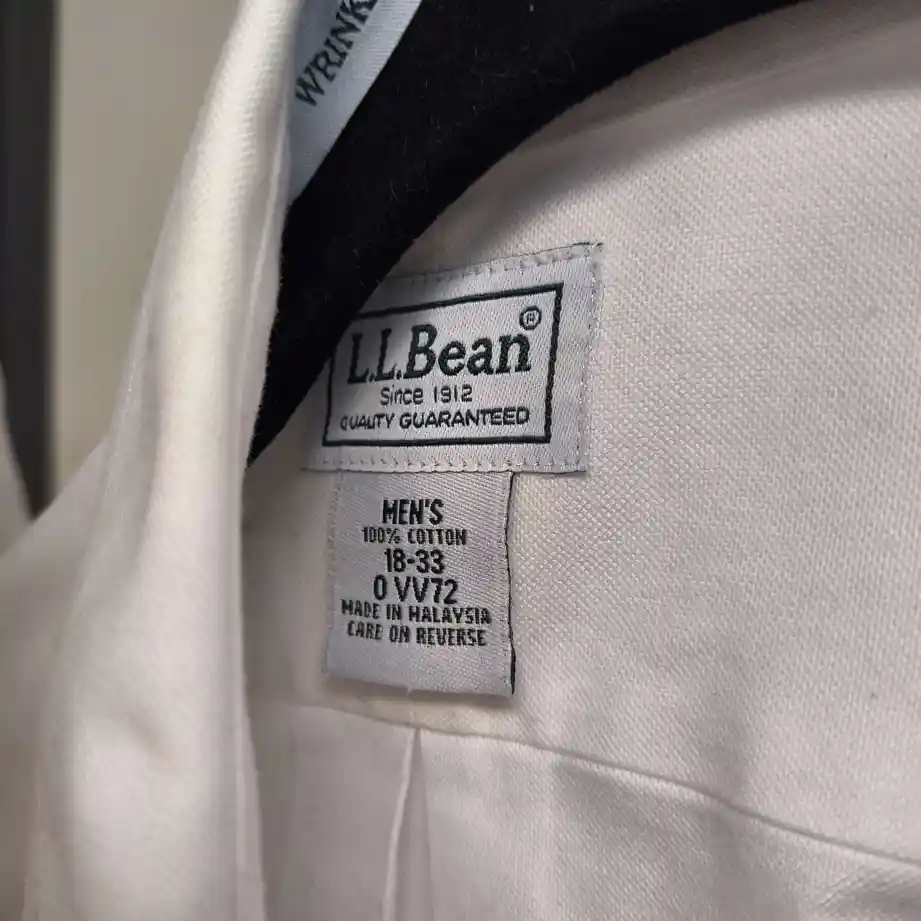 WRINK
L.L.Bean®
Since 1912
QUALITY GUARANTEED
MEN'S
100% COTTON
18-33
0 VV72
MADE IN MALAYSIA
CARE ON REVERSE